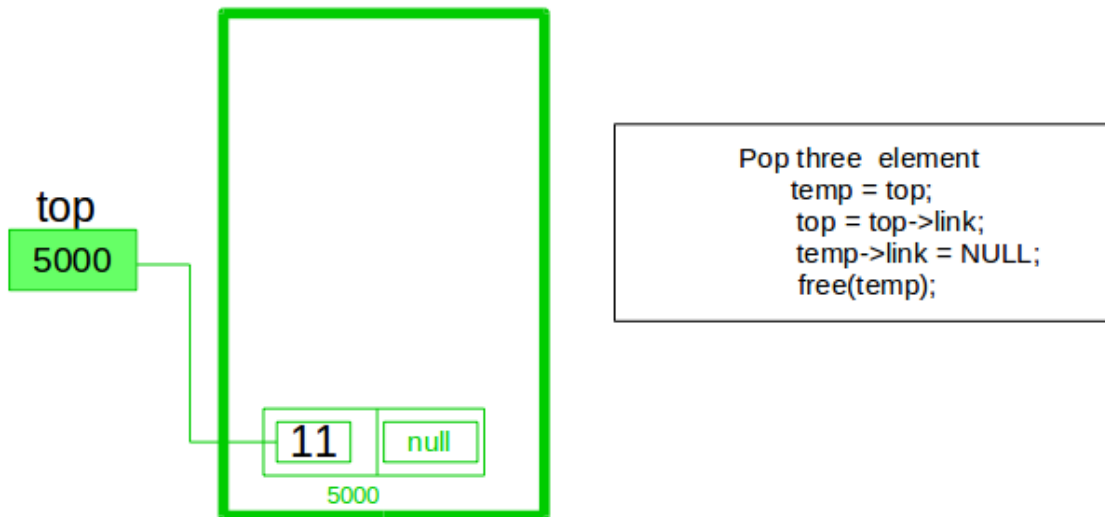 top
5000
11
null
5000
Pop three element
temp = top;
top = top->link;
temp->link = NULL;
free(temp);